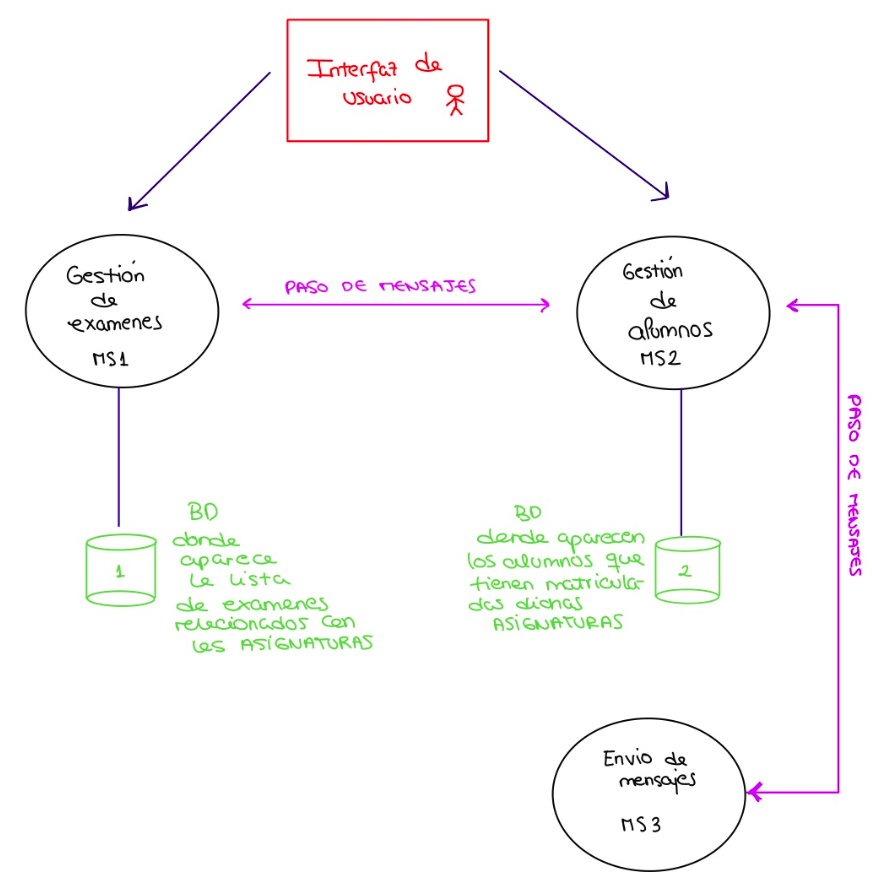 Interfaz de
usuario
Gestión
de
examenes
MS1
PASO DE MENSAJES
Gestión
de
alumnos
MS2
PASO DE MENSAJES
BD
donde
aparece
la lista
de examenes
relacionados con
las ASIGNATURAS
1
BD
donde aparecen
los alumnos que
tienen matricula-
das dichas
ASIGNATURAS
2
Envio de
mensajes
MS3